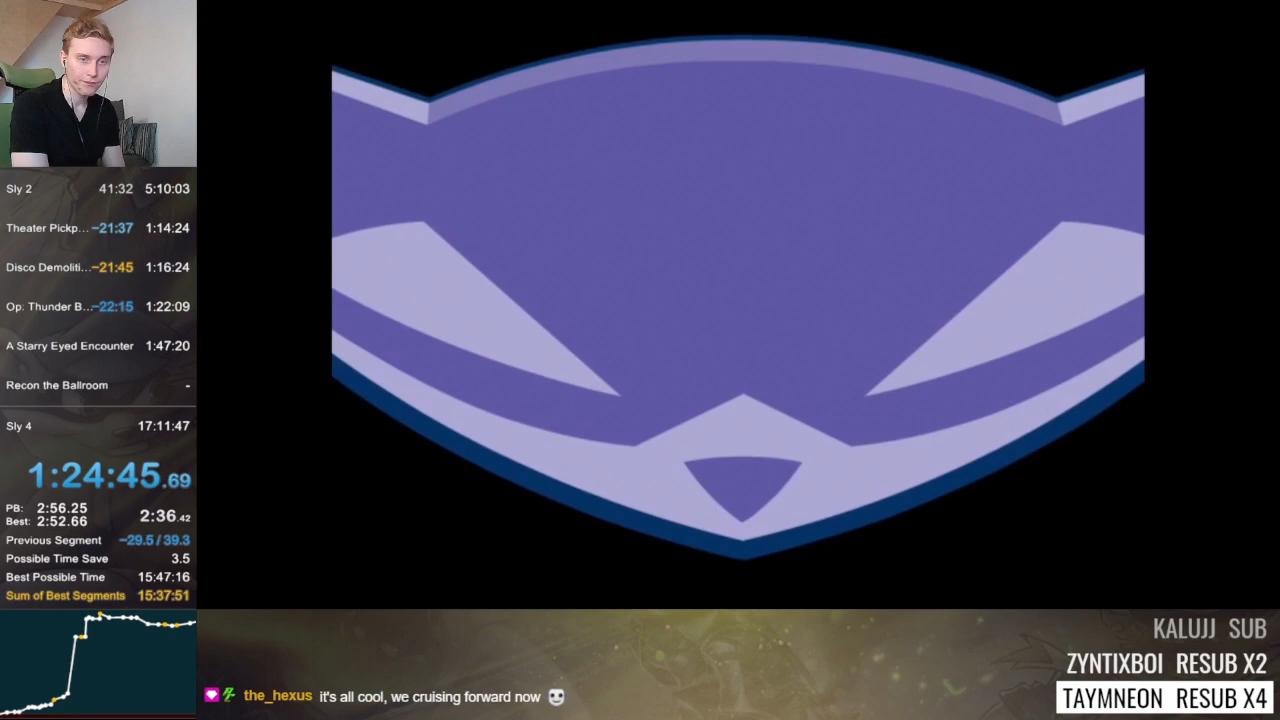 Sly 2 41:32 5:10:03
Theater Pickp... −21:37 1:14:24
Disco Demoliti... −21:45 1:16:24
Op: Thunder B... −22:15 1:22:09
A Starry Eyed Encounter 1:47:20
Recon the Ballroom -
Sly 4 17:11:47
1:24:45.69
PB: 2:56.25
Best: 2:52.66 2:36.42
Previous Segment −29.5 / 39.3
Possible Time Save 3.5
Best Possible Time 15:47:16
Sum of Best Segments 15:37:51
KALUJJ SUB
ZYNTIXBOI RESUB X2
TAYMNEON RESUB X4
the_hexus it's all cool, we cruising forward now